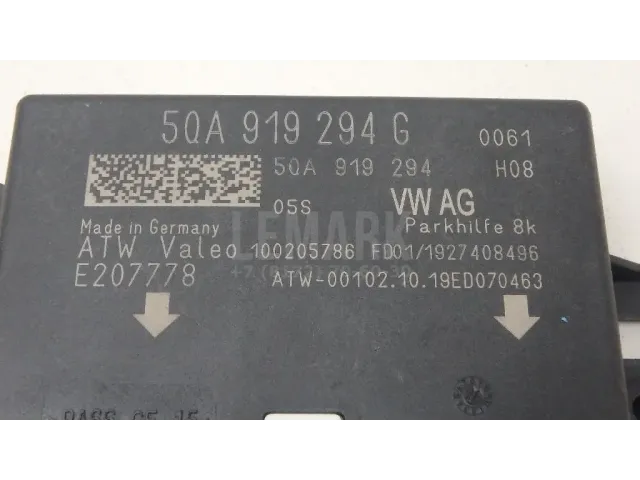 5QA 919 294 G 0061
5QA 919 294 H08
05S VW AG
Made in Germany Parkhilfe 8k
LEMARK
ATW Valeo 100205786 FD01/1927408496
E207778 ATW-00102.10.19ED070463